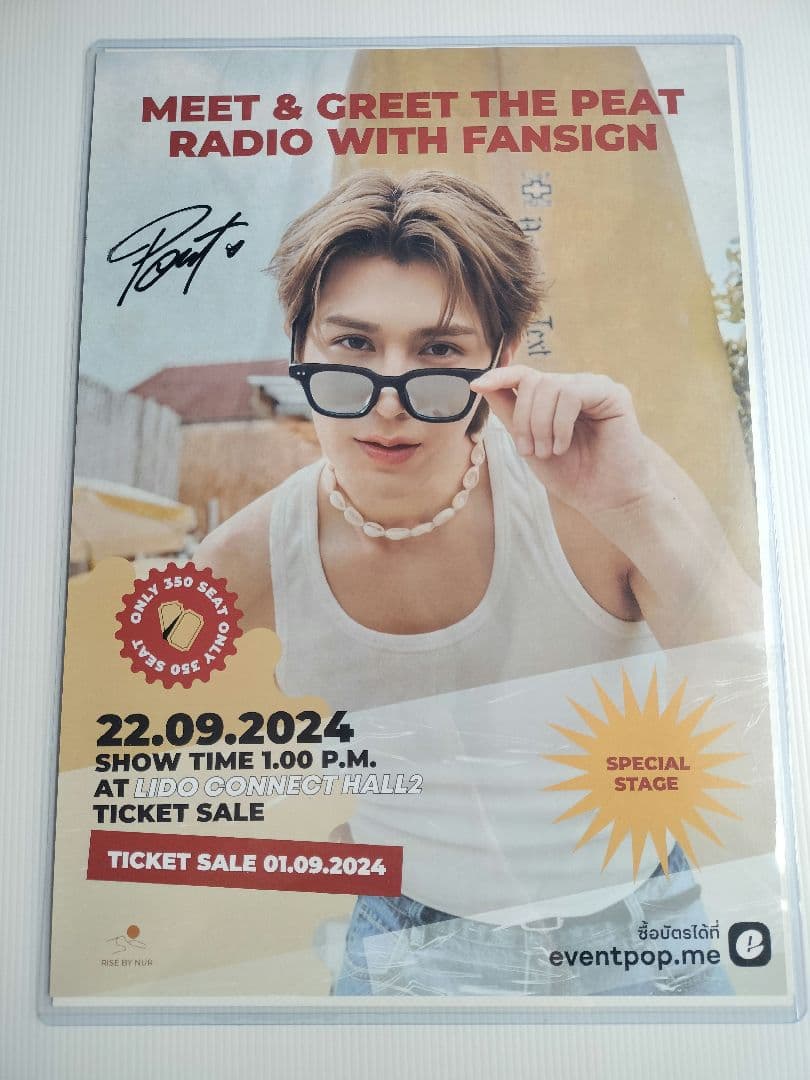 MEET & GREET THE PEAT
RADIO WITH FANSIGN
Peat
Text
ONLY 350 SEAT ONLY 350 SEAT
22.09.2024
SHOW TIME 1.00 P.M.
AT LIDO CONNECT HALL2
TICKET SALE
TICKET SALE 01.09.2024
SPECIAL
STAGE
RISE BY NUR
ซื้อบัตรได้ที่
eventpop.me